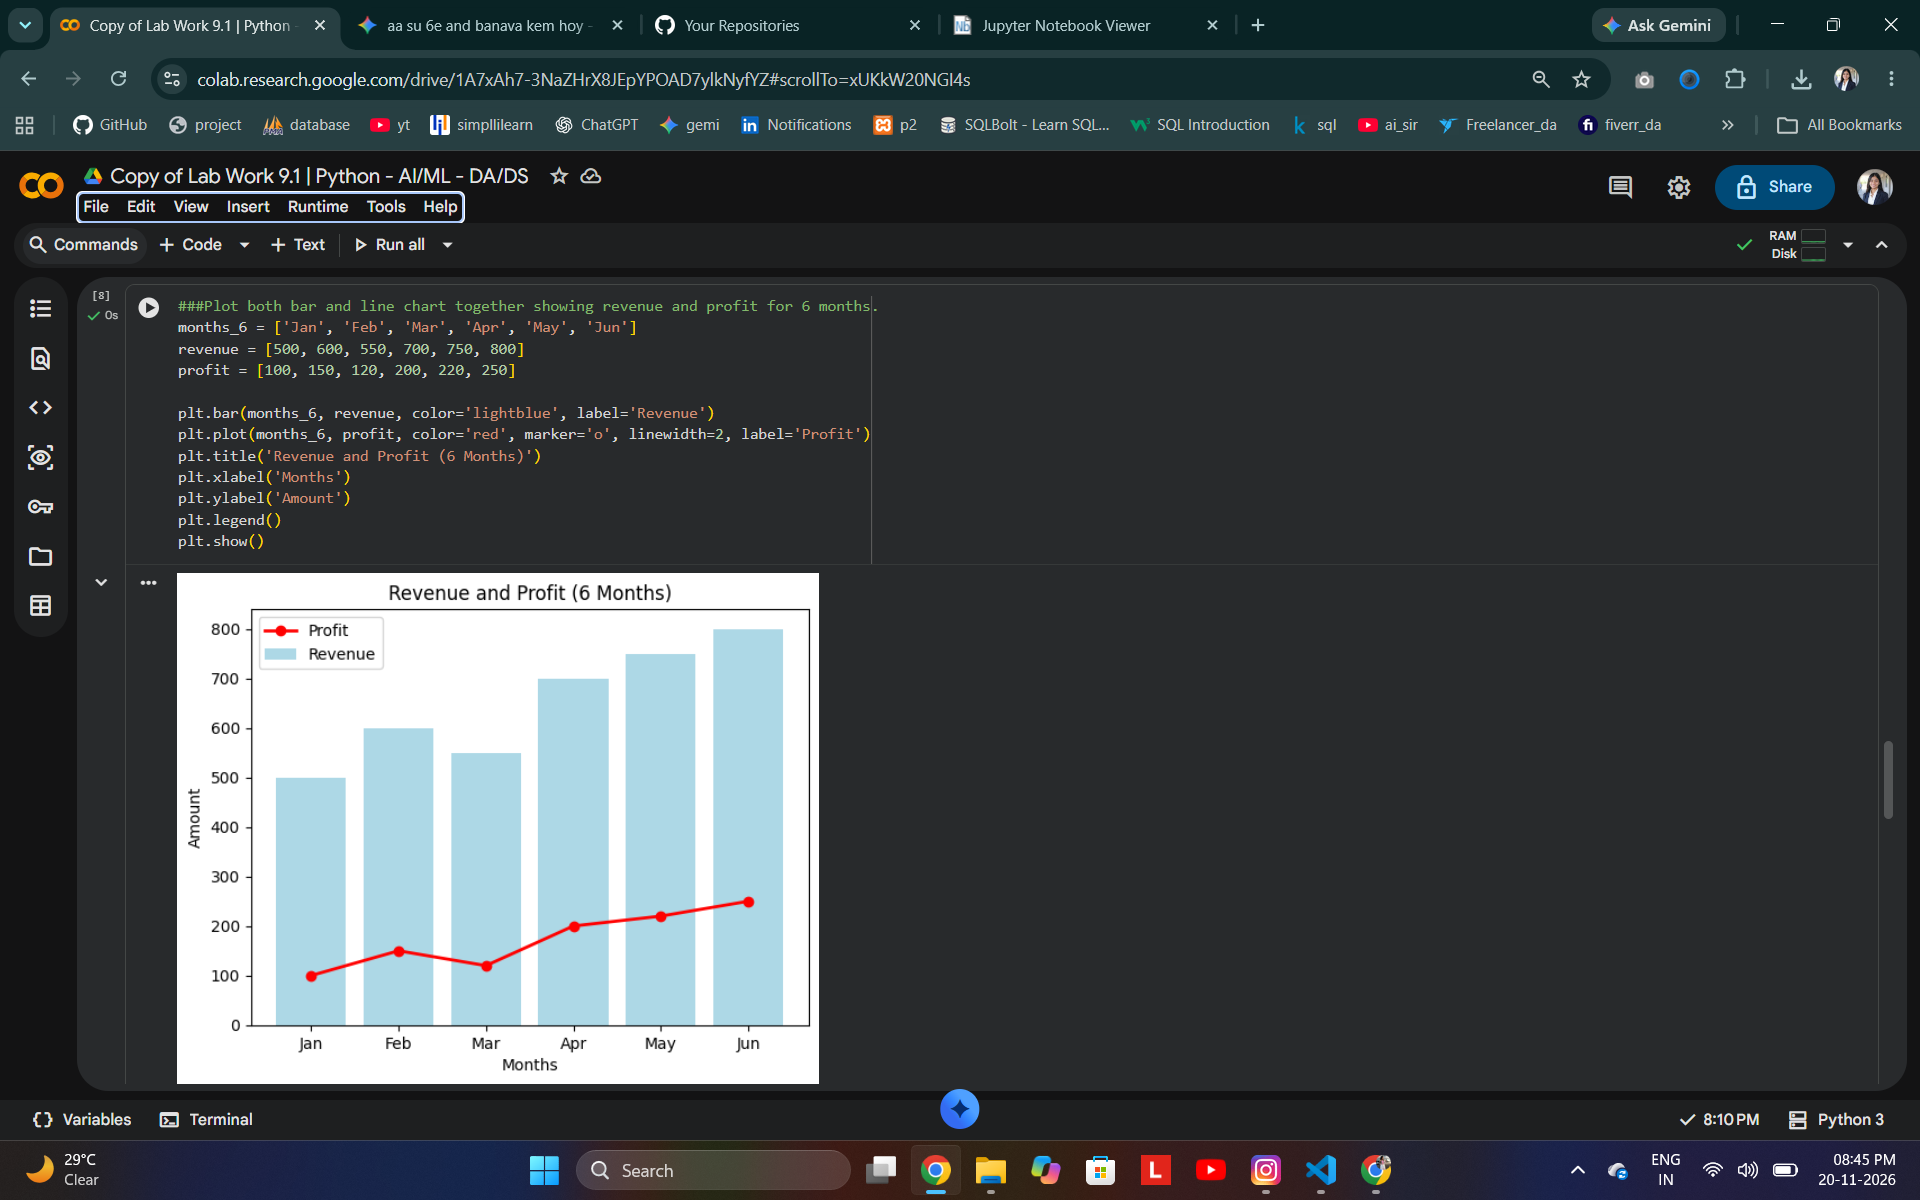 Copy of Lab Work 9.1 | Python -
aa su 6e and banava kem hoy -
Your Repositories
Jupyter Notebook Viewer
Ask Gemini
colab.research.google.com/drive/1A7xAh7-3NaZHrX8JEpYPOAD7ylkNyfYZ#scrollTo=xUKkW20NGI4s
GitHub
project
database
yt
simpllilearn
ChatGPT
gemi
Notifications
p2
SQLBolt - Learn SQL...
SQL Introduction
sql
ai_sir
Freelancer_da
fiverr_da
All Bookmarks
Copy of Lab Work 9.1 | Python - AI/ML - DA/DS
File Edit View Insert Runtime Tools Help
Share
Commands + Code + Text Run all
RAM
Disk
[8]
0s
###Plot both bar and line chart together showing revenue and profit for 6 months.
months_6 = ['Jan', 'Feb', 'Mar', 'Apr', 'May', 'Jun']
revenue = [500, 600, 550, 700, 750, 800]
profit = [100, 150, 120, 200, 220, 250]
plt.bar(months_6, revenue, color='lightblue', label='Revenue')
plt.plot(months_6, profit, color='red', marker='o', linewidth=2, label='Profit')
plt.title('Revenue and Profit (6 Months)')
plt.xlabel('Months')
plt.ylabel('Amount')
plt.legend()
plt.show()
Revenue and Profit (6 Months)
Profit
Revenue
800
700
600
500
400
300
200
100
0
Amount
Jan Feb Mar Apr May Jun
Months
Variables
Terminal
8:10 PM
Python 3
29°C
Clear
Search
ENG
IN
08:45 PM
20-11-2026